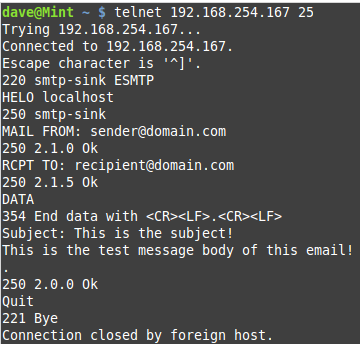 dave@Mint ~ $ telnet 192.168.254.167 25
Trying 192.168.254.167...
Connected to 192.168.254.167.
Escape character is '^]'.
220 smtp-sink ESMTP
HELO localhost
250 smtp-sink
MAIL FROM: sender@domain.com
250 2.1.0 Ok
RCPT TO: recipient@domain.com
250 2.1.5 Ok
DATA
354 End data with <CR><LF>.<CR><LF>
Subject: This is the subject!
This is the test message body of this email!
.
250 2.0.0 Ok
Quit
221 Bye
Connection closed by foreign host.